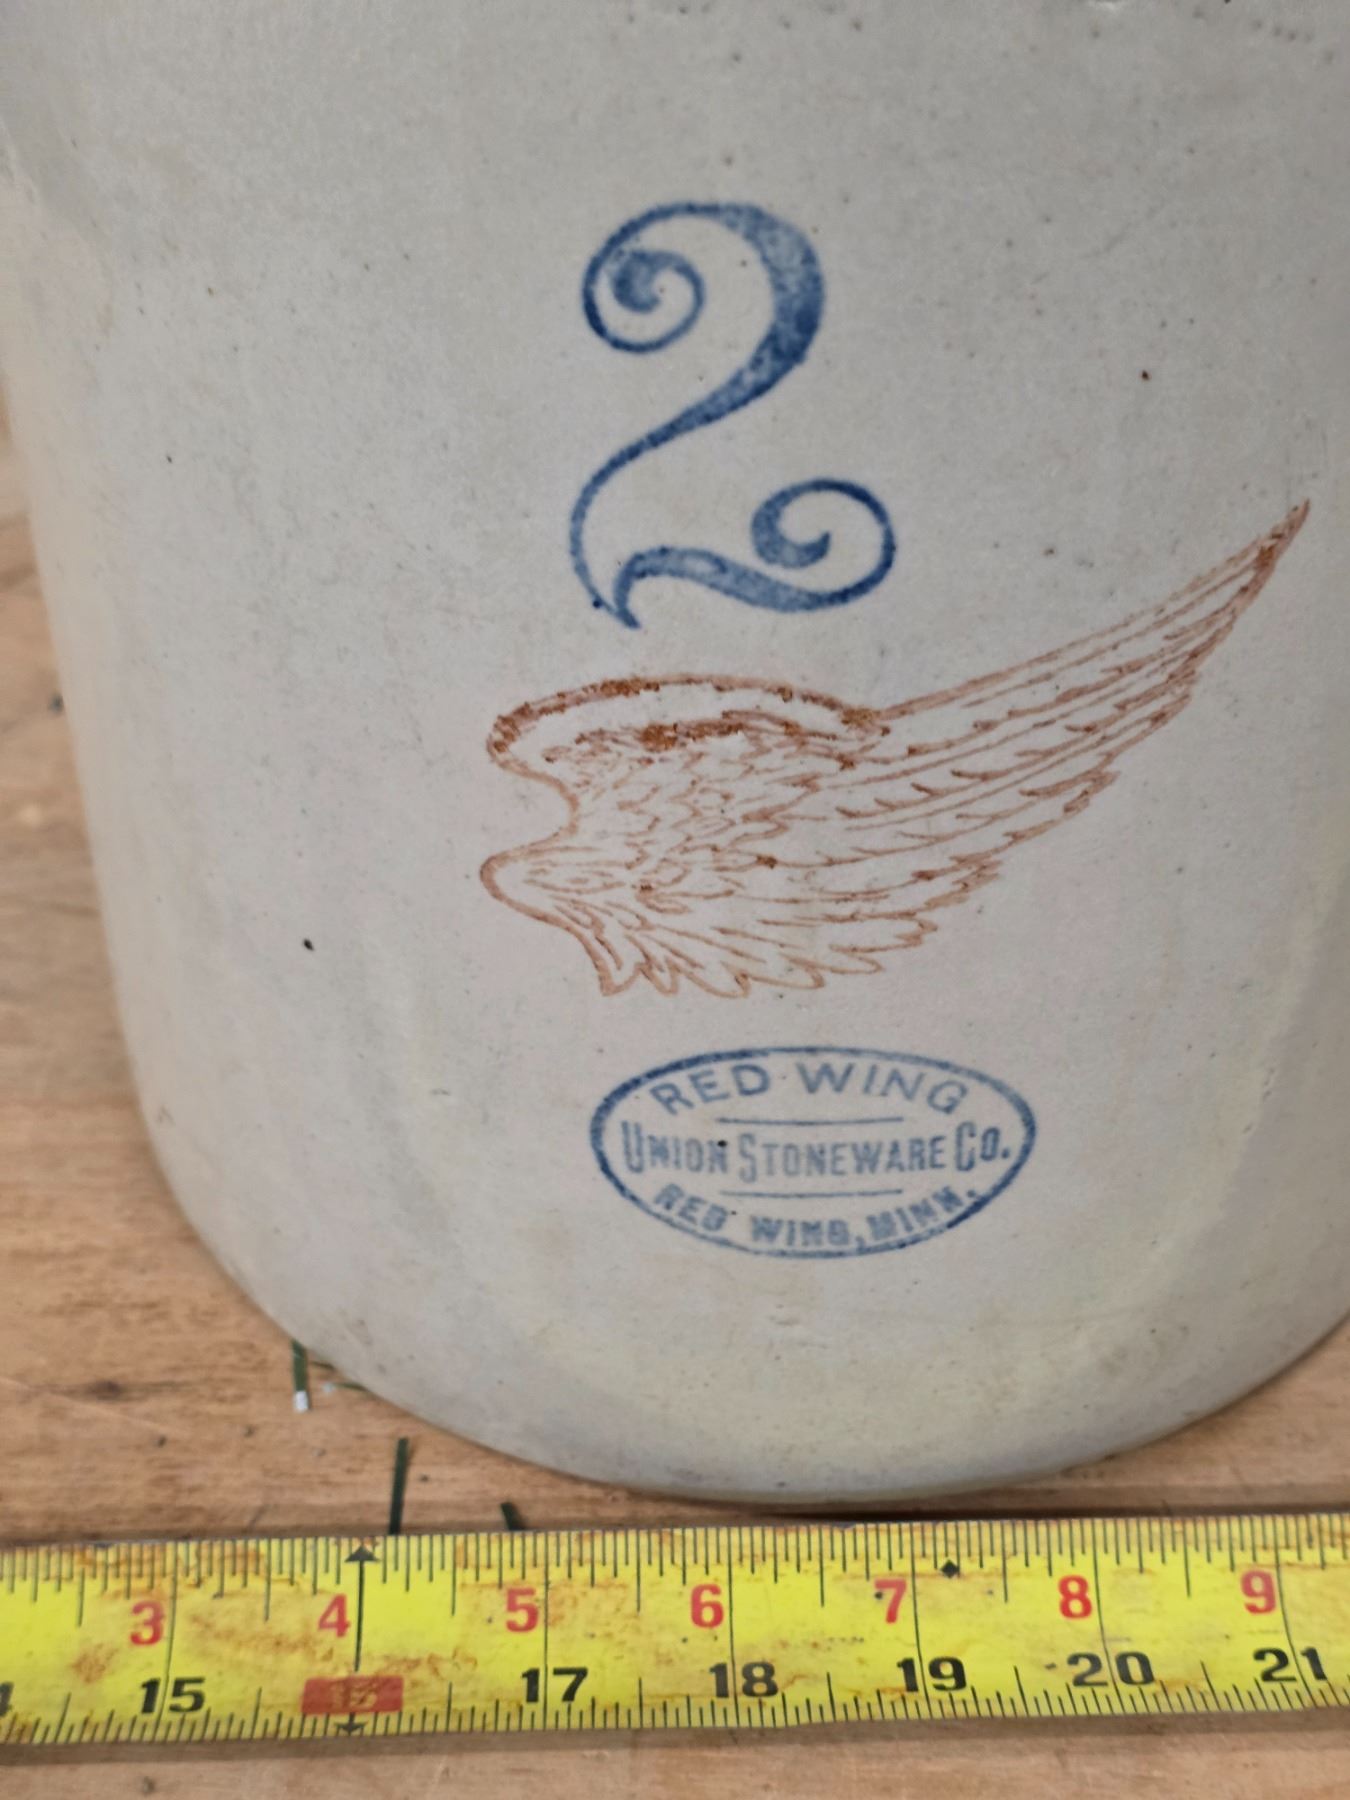 2
RED WING
UNION STONEWARE CO.
RED WING, MINN.
3 4 5 6 7 8 9
15 16 17 18 19 20 21